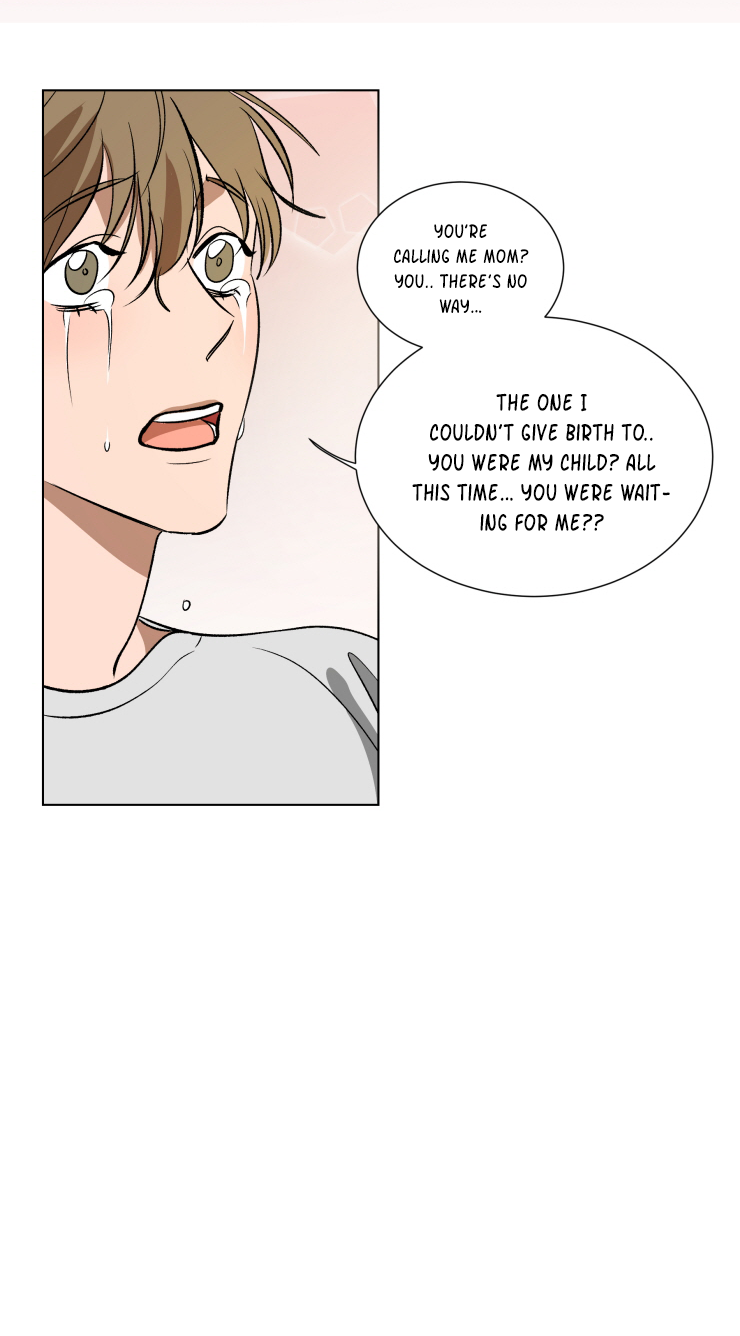 YOU'RE
CALLING ME MOM?
YOU.. THERE'S NO
WAY...
THE ONE I
COULDN'T GIVE BIRTH TO..
YOU WERE MY CHILD? ALL
THIS TIME... YOU WERE WAIT-
ING FOR ME??